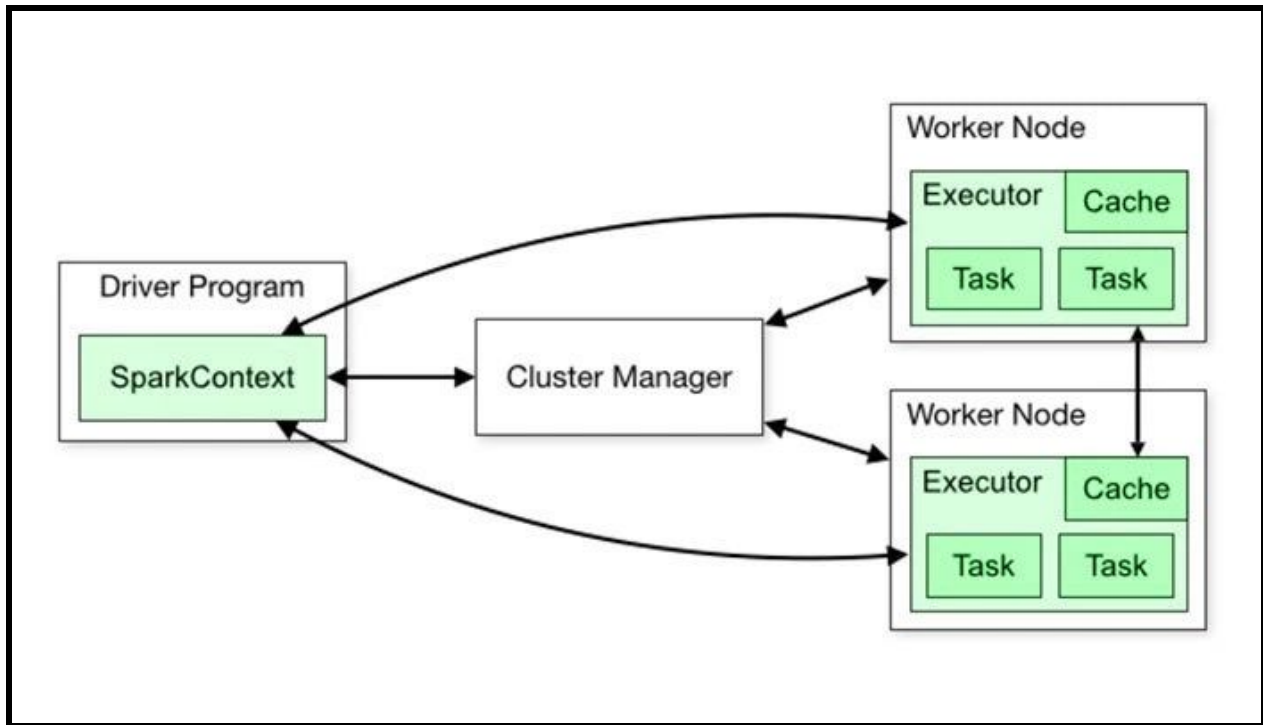 Driver Program
SparkContext
Cluster Manager
Worker Node
Executor
Cache
Task
Task
Worker Node
Executor
Cache
Task
Task